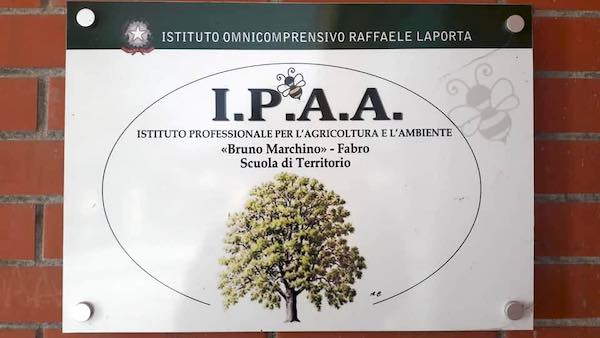 ISTITUTO OMNICOMPRENSIVO RAFFAELE LAPORTA
I.P.A.A.
ISTITUTO PROFESSIONALE PER L'AGRICOLTURA E L'AMBIENTE
«Bruno Marchino» - Fabro
Scuola di Territorio